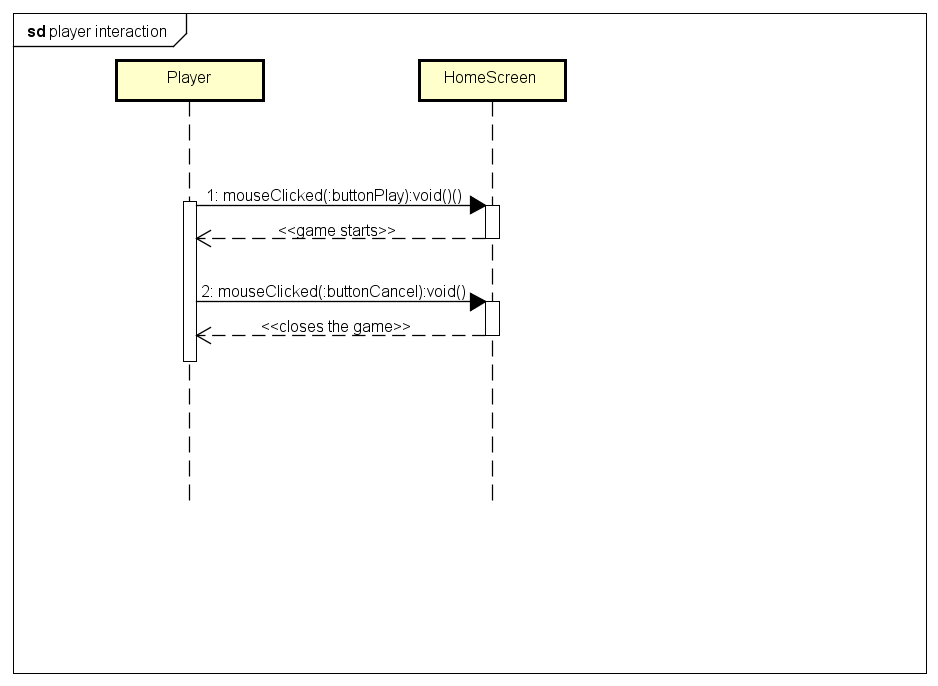 sd player interaction
Player
HomeScreen
1: mouseClicked(:buttonPlay):void()()
<<game starts>>
2: mouseClicked(:buttonCancel):void()
<<closes the game>>